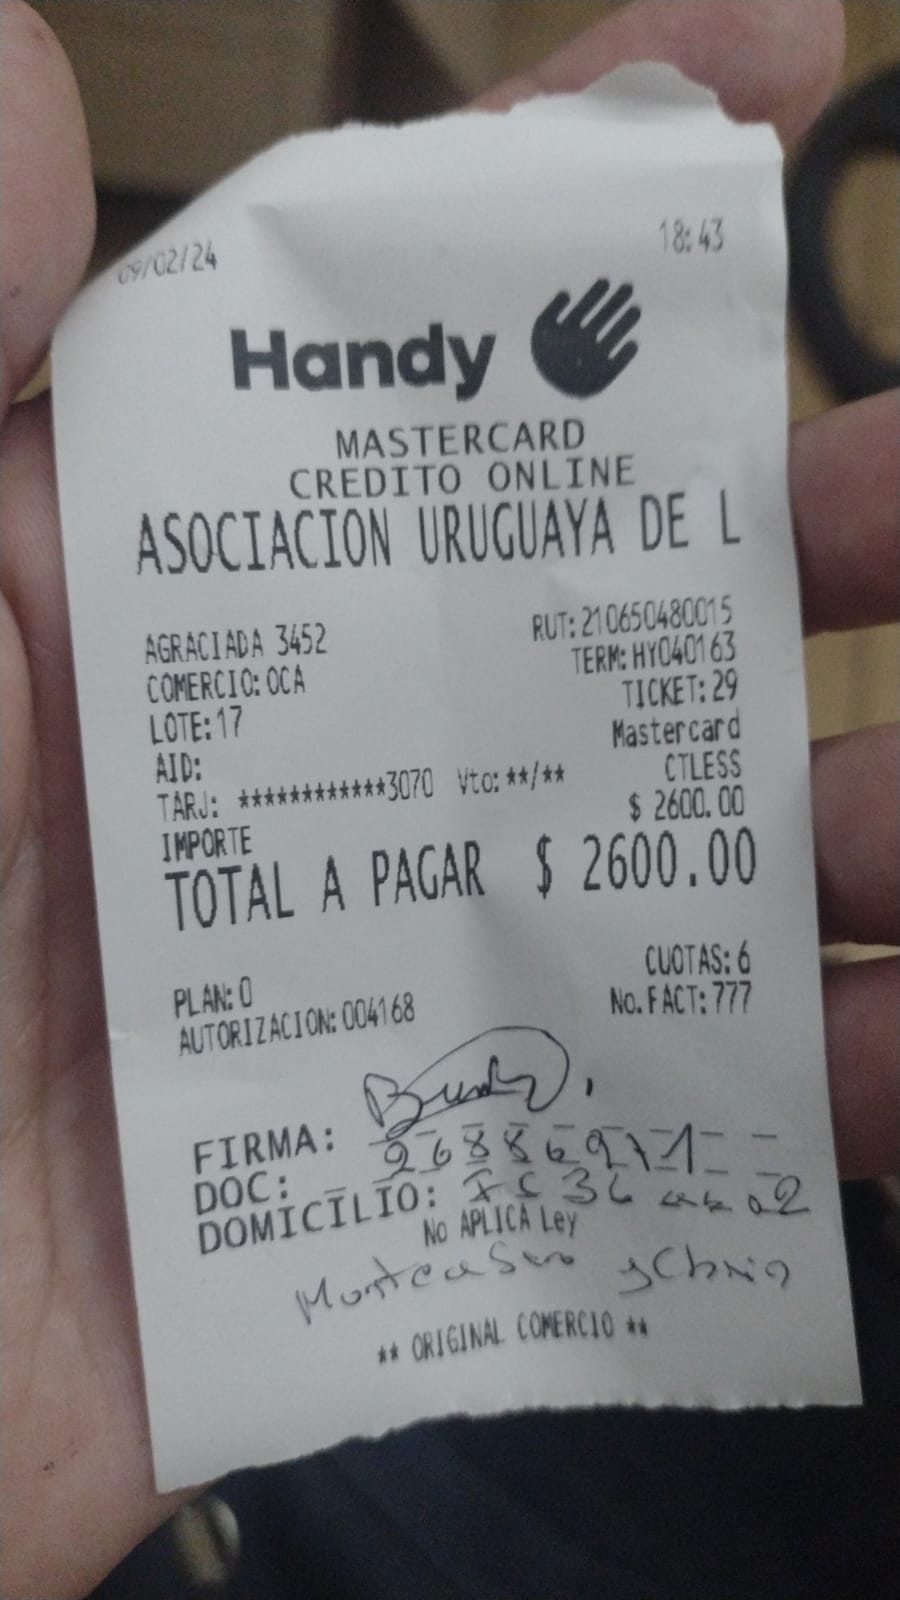 09/02/24 18:43
Handy
MASTERCARD
CREDITO ONLINE
ASOCIACION URUGUAYA DE L
AGRACIADA 3452 RUT: 210650480015
COMERCIO: OCA TERM: HY040163
LOTE: 17 TICKET: 29
AID: Mastercard
TARJ: ************3070 Vto: **/** CTLESS
IMPORTE $ 2600.00
TOTAL A PAGAR $ 2600.00
PLAN: 0 CUOTAS: 6
AUTORIZACION: 004168 No. FACT: 777
FIRMA:
DOC:
DOMICILIO:
No APLICA Ley
** ORIGINAL COMERCIO **